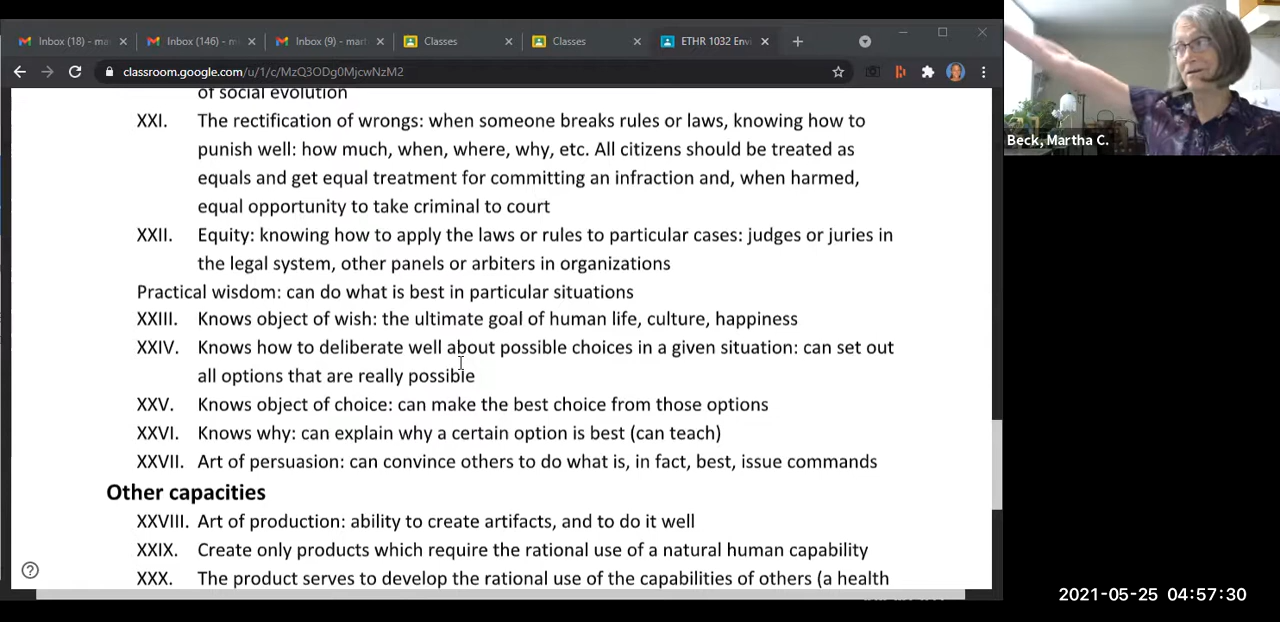 Inbox (18) - ma
Inbox (146) - m
Inbox (9) - mart
Classes
Classes
ETHR 1032 Envi
classroom.google.com/u/1/c/MzQ3ODg0MjcwNzM2
of social evolution
XXI. The rectification of wrongs: when someone breaks rules or laws, knowing how to
punish well: how much, when, where, why, etc. All citizens should be treated as
equals and get equal treatment for committing an infraction and, when harmed,
equal opportunity to take criminal to court
XXII. Equity: knowing how to apply the laws or rules to particular cases: judges or juries in
the legal system, other panels or arbiters in organizations
Practical wisdom: can do what is best in particular situations
XXIII. Knows object of wish: the ultimate goal of human life, culture, happiness
XXIV. Knows how to deliberate well about possible choices in a given situation: can set out
all options that are really possible
XXV. Knows object of choice: can make the best choice from those options
XXVI. Knows why: can explain why a certain option is best (can teach)
XXVII. Art of persuasion: can convince others to do what is, in fact, best, issue commands
Other capacities
XXVIII. Art of production: ability to create artifacts, and to do it well
XXIX. Create only products which require the rational use of a natural human capability
XXX. The product serves to develop the rational use of the capabilities of others (a health
Beck, Martha C.
2021-05-25 04:57:30